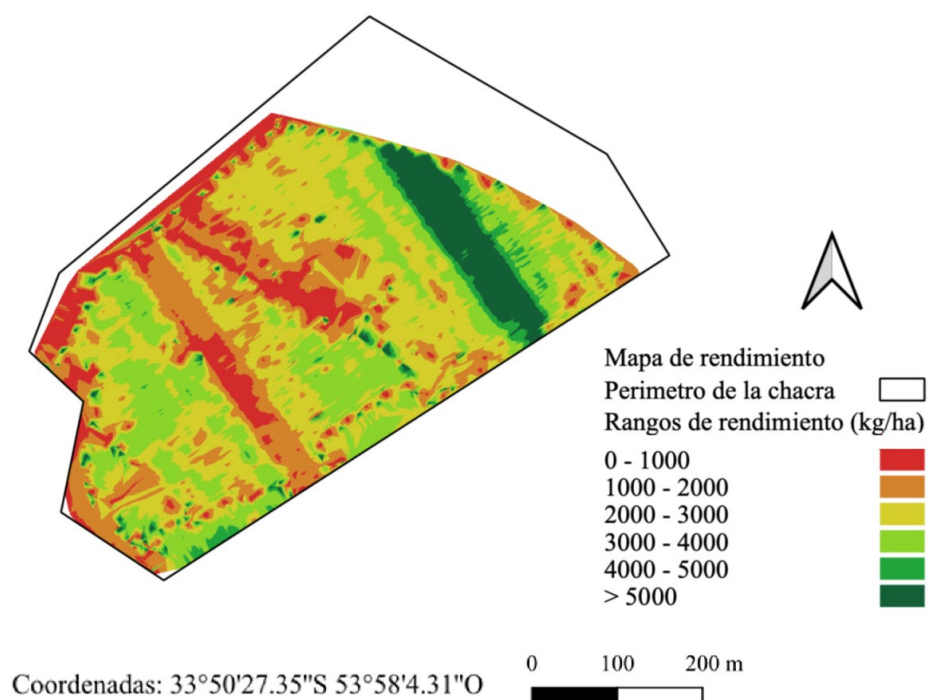 Mapa de rendimiento
Perimetro de la chacra
Rangos de rendimiento (kg/ha)
0 - 1000
1000 - 2000
2000 - 3000
3000 - 4000
4000 - 5000
> 5000
0 100 200 m
Coordenadas: 33°50'27.35"S 53°58'4.31"O